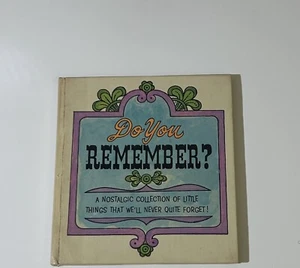 Do You
REMEMBER?
A NOSTALGIC COLLECTION OF LITTLE
THINGS THAT WE'LL NEVER QUITE FORGET!